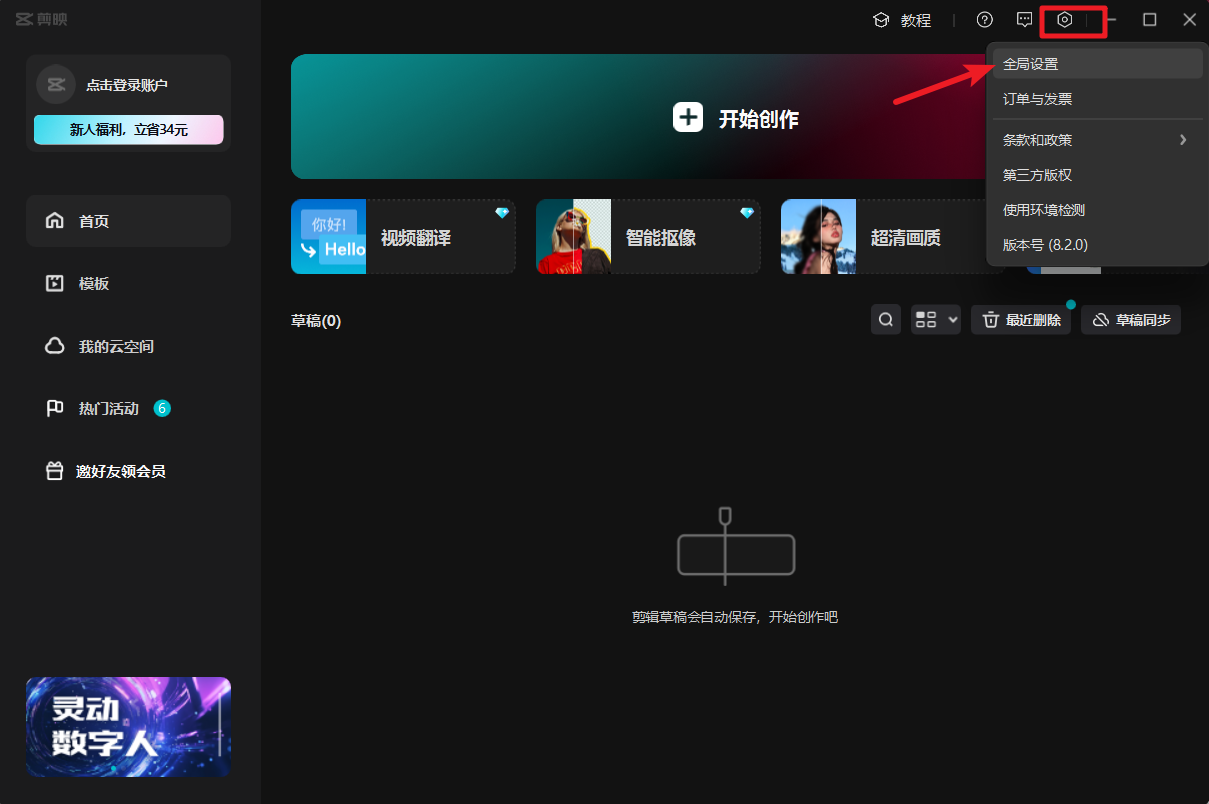 剪映
教程
点击登录账户
新人福利，立省34元
首页
模板
我的云空间
热门活动 6
邀好友领会员
灵动
数字人
开始创作
你好!
Hello
视频翻译
智能抠像
超清画质
全局设置
订单与发票
条款和政策
第三方版权
使用环境检测
版本号 (8.2.0)
草稿(0)
最近删除
草稿同步
剪辑草稿会自动保存，开始创作吧